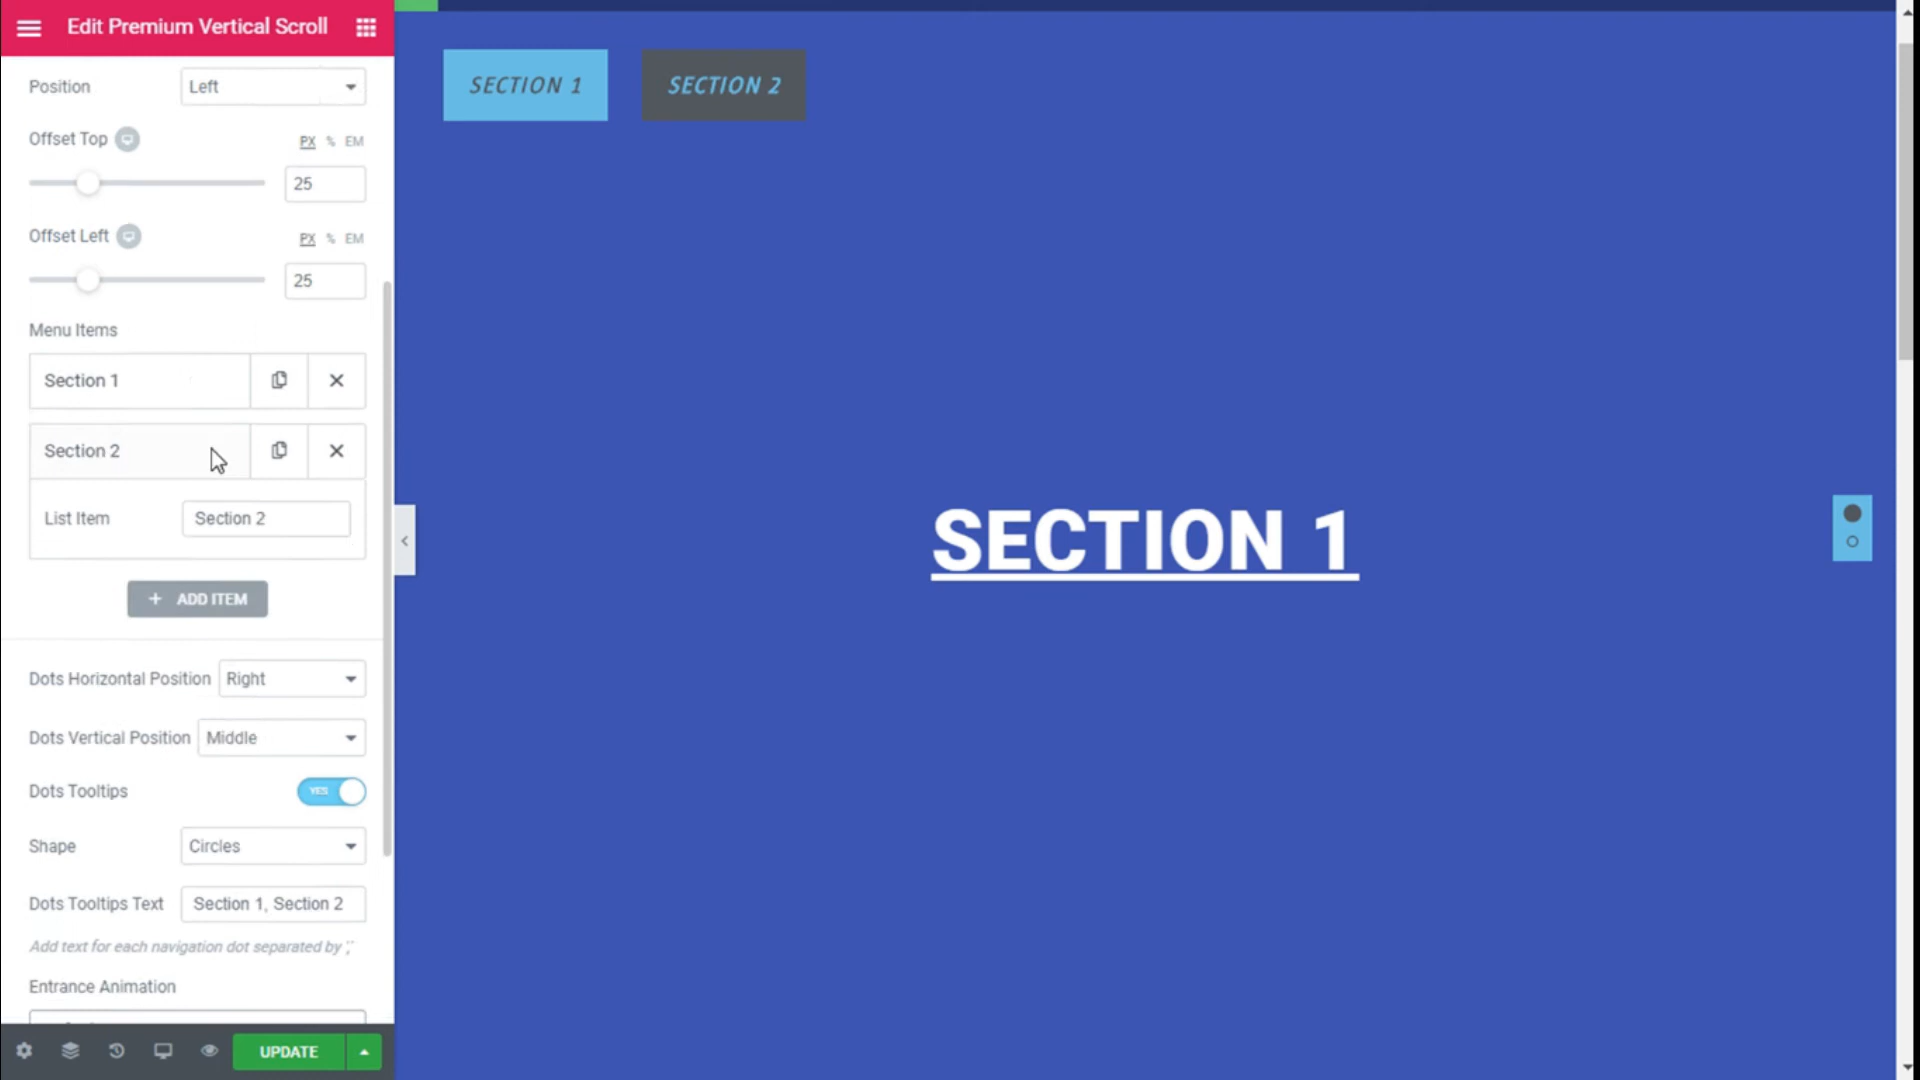 Edit Premium Vertical Scroll
Position Left
Offset Top PX % EM
25
Offset Left PX % EM
25
Menu Items
Section 1
Section 2
List Item Section 2
+ ADD ITEM
Dots Horizontal Position Right
Dots Vertical Position Middle
Dots Tooltips YES
Shape Circles
Dots Tooltips Text Section 1, Section 2
Add text for each navigation dot separated by ','
Entrance Animation
UPDATE
SECTION 1 SECTION 2
SECTION 1